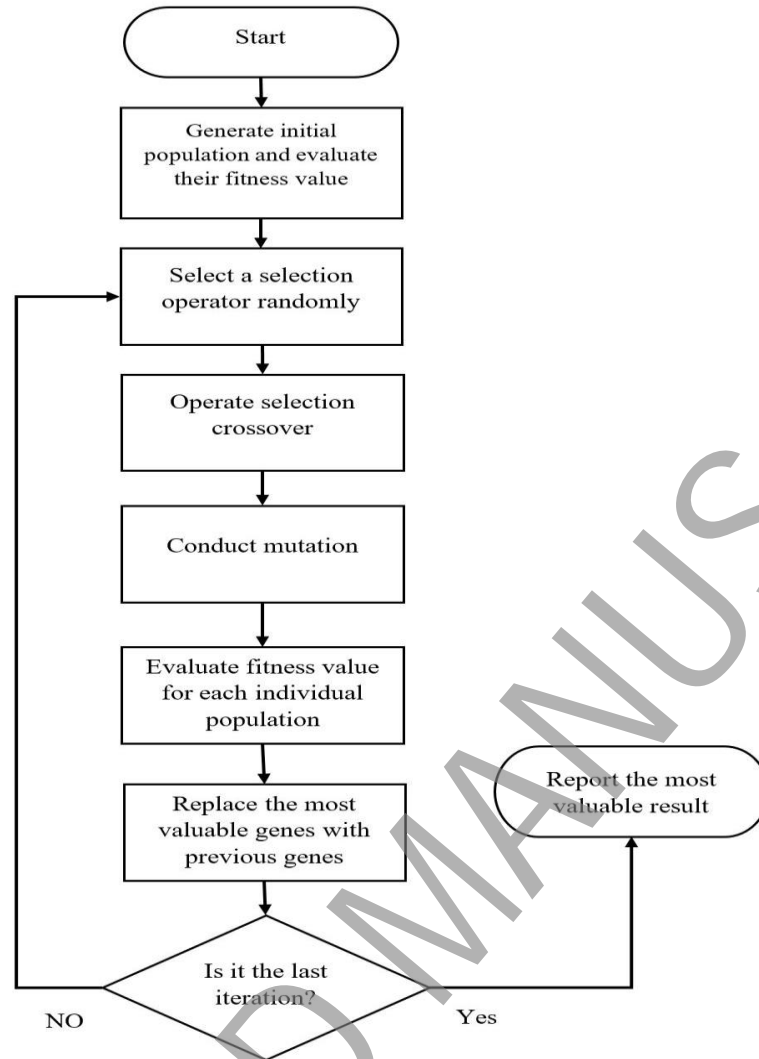 Start
Generate initial
population and evaluate
their fitness value
Select a selection
operator randomly
Operate selection
crossover
Conduct mutation
Evaluate fitness value
for each individual
population
Replace the most
valuable genes with
previous genes
Report the most
valuable result
Is it the last
iteration?
NO
Yes
D MANUS